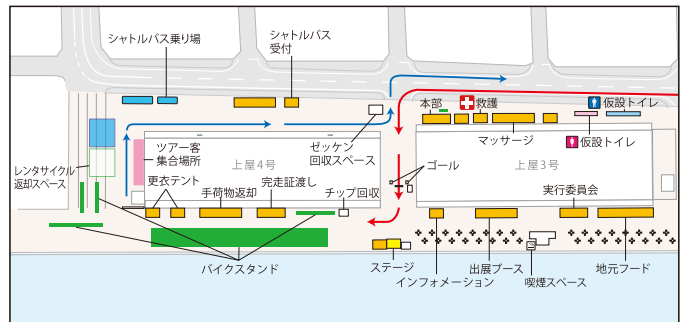 シャトルバス乗り場
シャトルバス
受付
本部
救護
仮設トイレ
ゼッケン
回収スペース
マッサージ
仮設トイレ
ツアー客
集合場所
上屋4号
ゴール
上屋3号
レンタサイクル
返却スペース
更衣テント
手荷物返却
完走証渡し
チップ回収
実行委員会
バイクスタンド
ステージ
インフォメーション
出展ブース
喫煙スペース
地元フード